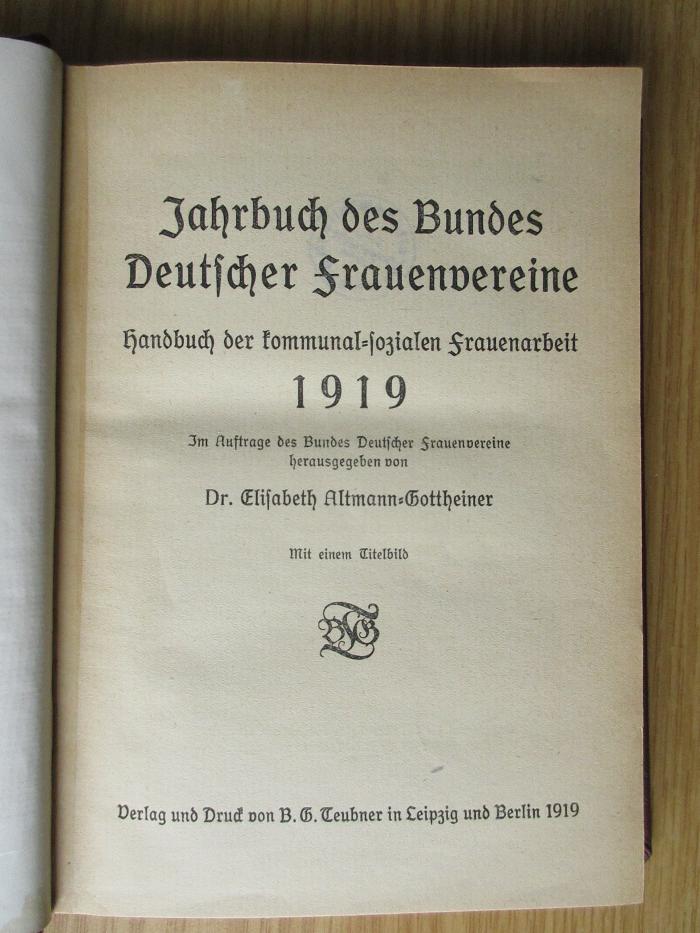 Jahrbuch des Bundes
Deutscher Frauenvereine
Handbuch der kommunal-sozialen Frauenarbeit
1919
Im Auftrage des Bundes Deutscher Frauenvereine
herausgegeben von
Dr. Elisabeth Altmann-Gottheiner
Mit einem Titelbild
BGT
Verlag und Druck von B. G. Teubner in Leipzig und Berlin 1919